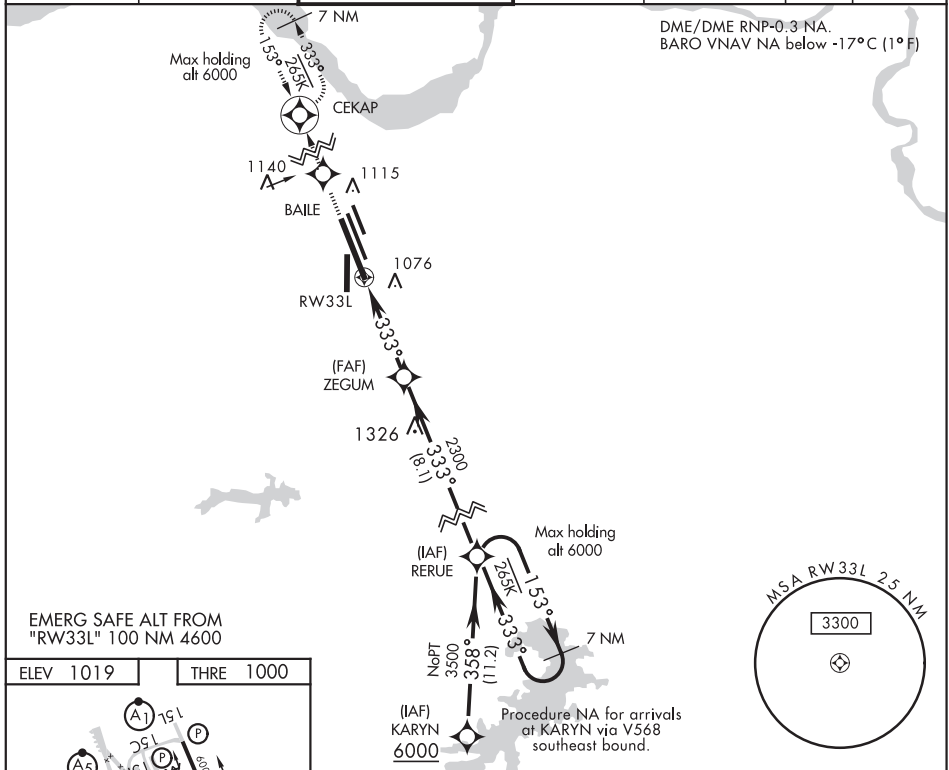 7 NM
DME/DME RNP-0.3 NA.
BARO VNAV NA below -17°C (1°F)
Max holding
alt 6000
153°
333°
265K
CEKAP
1140
1115
BAILE
1076
RW33L
333°
(FAF)
ZEGUM
1326
2300
333°
(8.1)
Max holding
alt 6000
(IAF)
RERUE
265K
153°
333°
7 NM
MSA RW33L 25 NM
3300
EMERG SAFE ALT FROM
"RW33L" 100 NM 4600
NoPT
3500
358°
(11.2)
ELEV 1019
THRE 1000
(IAF)
KARYN
6000
Procedure NA for arrivals
at KARYN via V568
southeast bound.
A1
15L
P
15C
P
A5